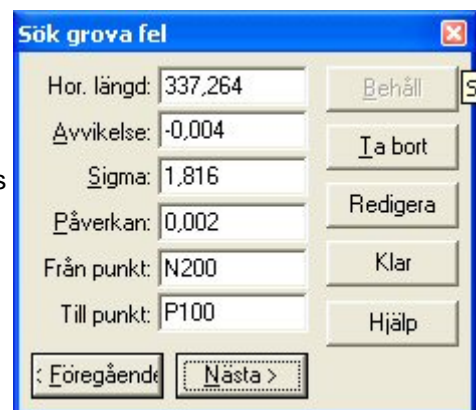 Sök grova fel
Hor. längd: 337,264
Behåll
Avvikelse: -0,004
Ta bort
Sigma: 1,816
Redigera
Påverkan: 0,002
Från punkt: N200
Klar
Till punkt: P100
Hjälp
< Föregående
Nästa >
s
S